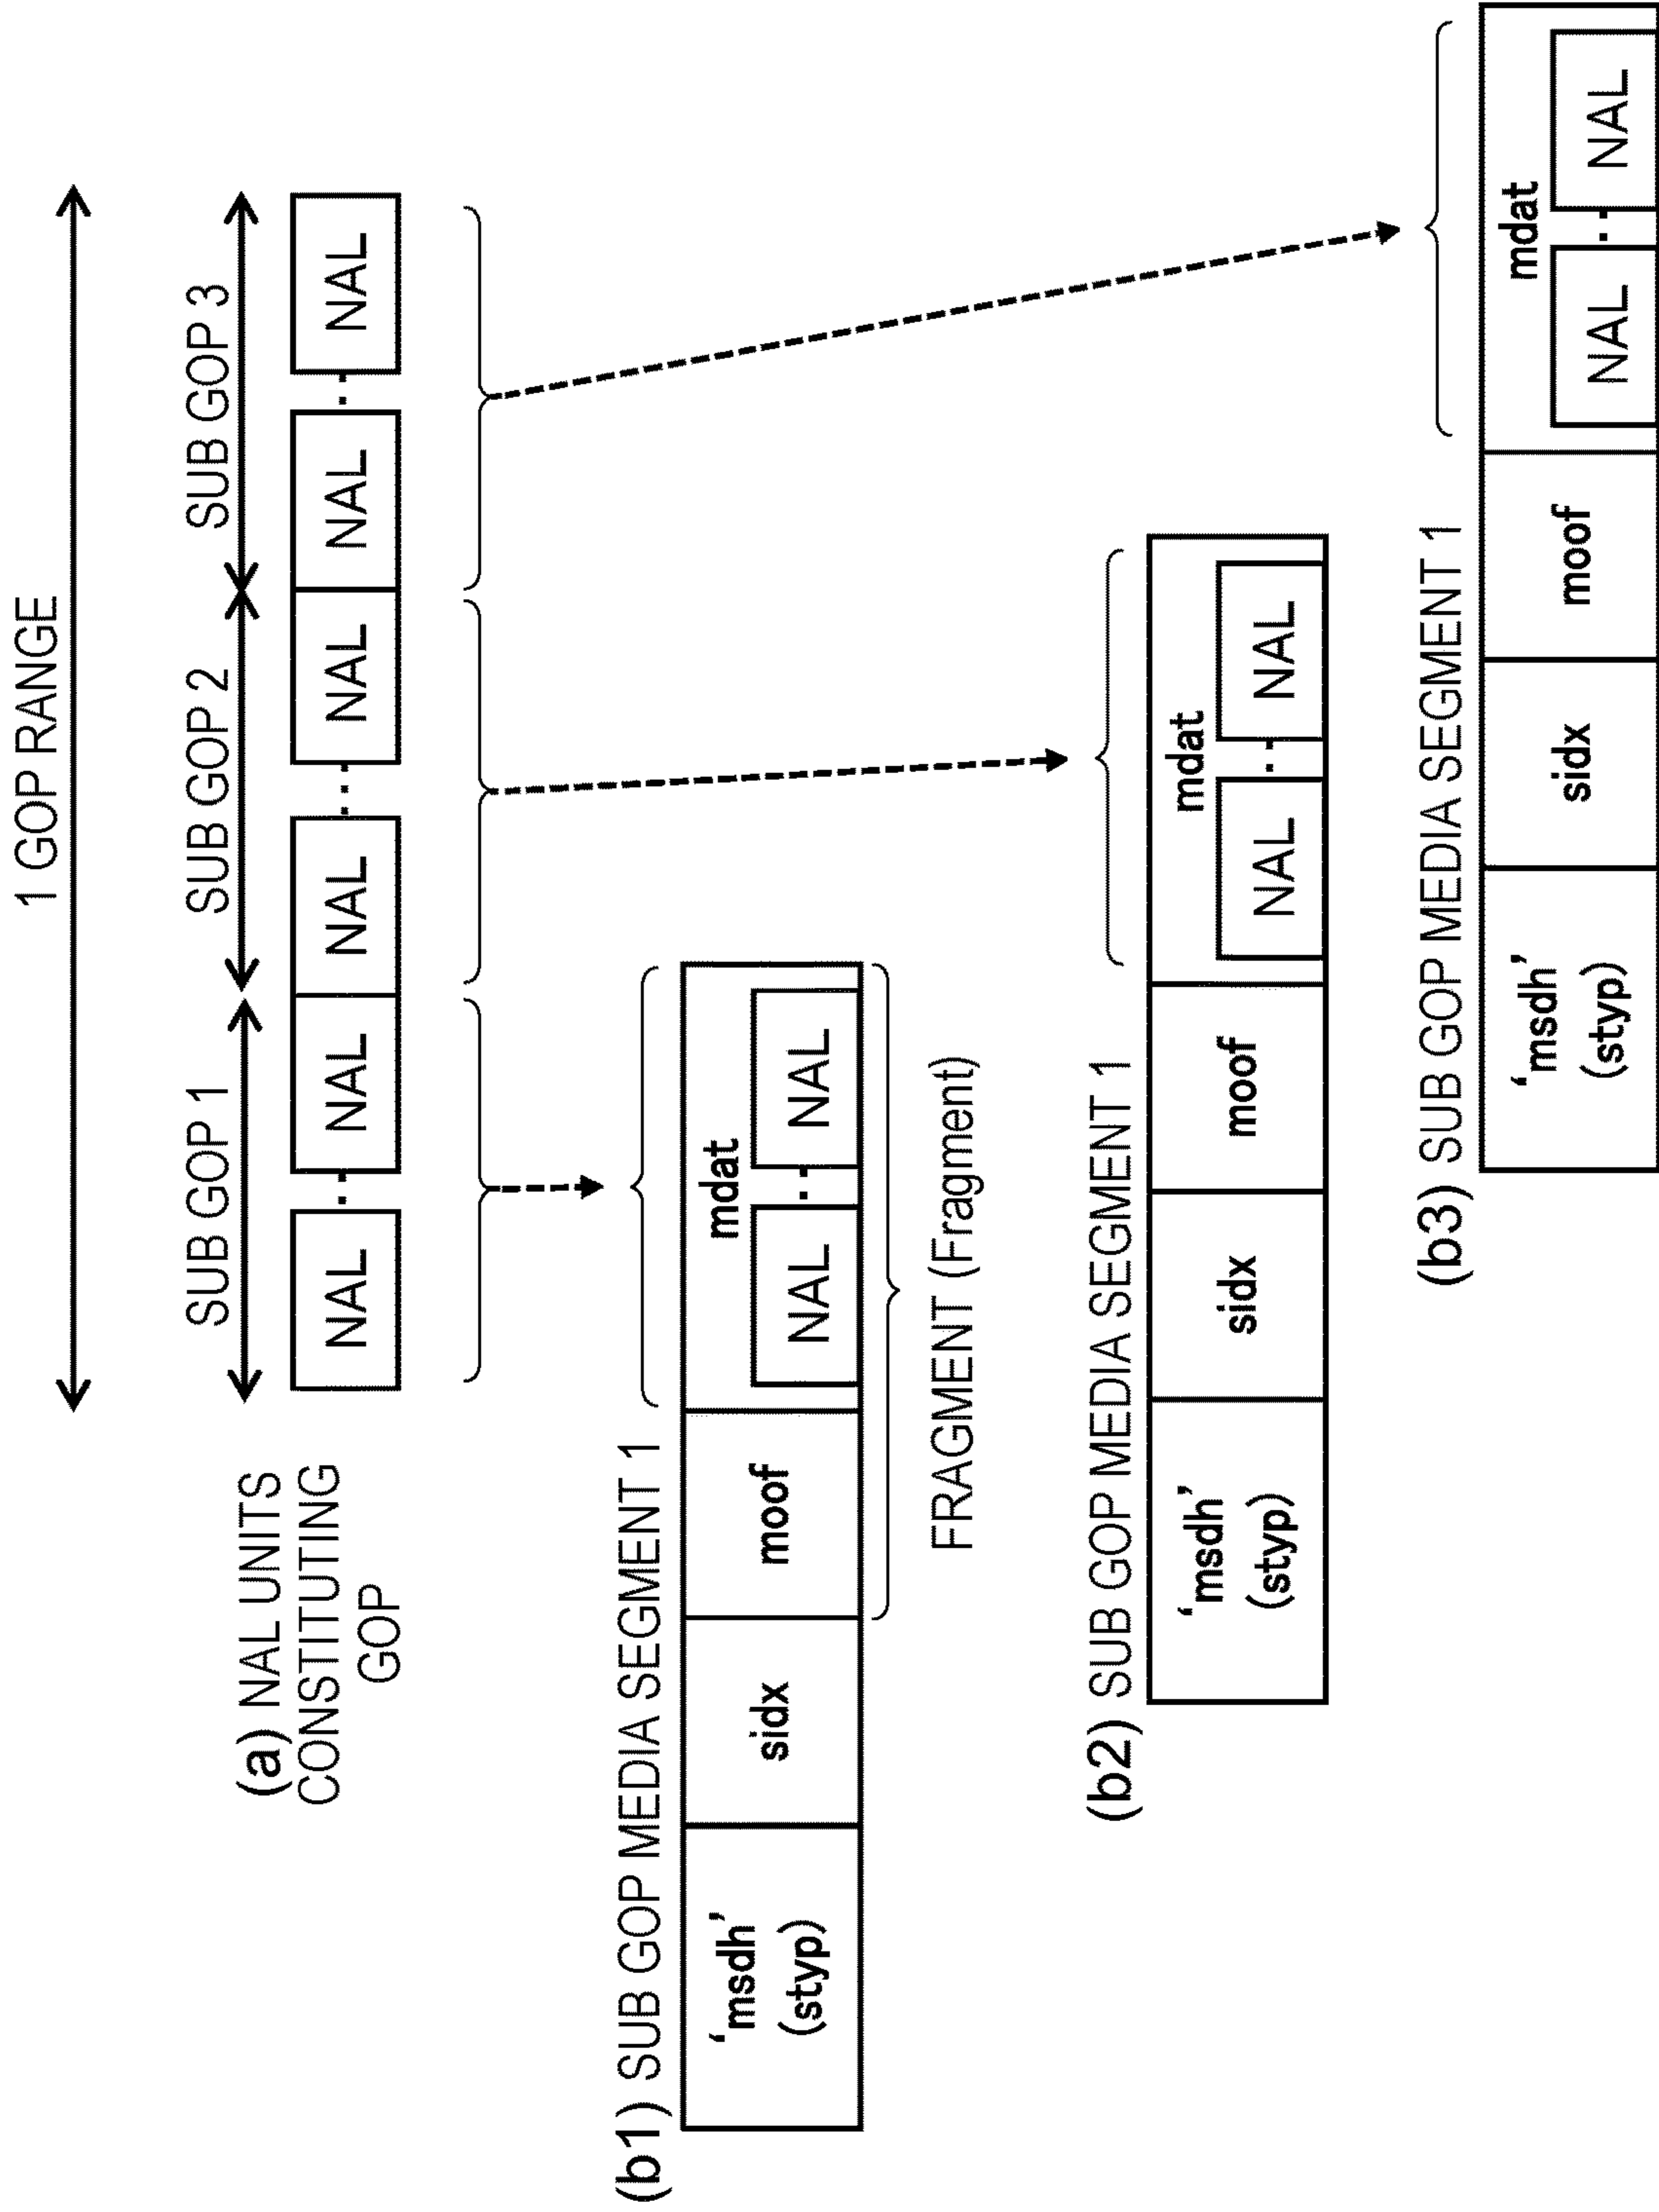 1 GOP RANGE
SUB GOP 1 SUB GOP 2 SUB GOP 3
(a) NAL UNITS
CONSTITUTING
GOP
NAL ‥ NAL NAL ‥‥ NAL NAL ‥ NAL
(b1) SUB GOP MEDIA SEGMENT 1
‘msdh’
(styp)
sidx
moof
mdat
NAL ‥ NAL
FRAGMENT (Fragment)
(b2) SUB GOP MEDIA SEGMENT 1
‘msdh’
(styp)
sidx
moof
mdat
NAL ‥ NAL
(b3) SUB GOP MEDIA SEGMENT 1
‘msdh’
(styp)
sidx
moof
mdat
NAL ‥ NAL